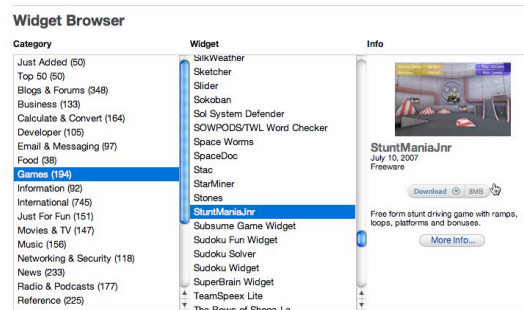 Widget Browser
Category
Widget
Info
Just Added (50)
Top 50 (50)
Blogs & Forums (348)
Business (133)
Calculate & Convert (164)
Developer (105)
Email & Messaging (97)
Food (38)
Games (194)
Information (92)
International (745)
Just For Fun (151)
Movies & TV (147)
Music (156)
Networking & Security (118)
News (233)
Radio & Podcasts (177)
Reference (225)
SilkWeather
Sketcher
Slider
Sokoban
Sol System Defender
SOWPODS/TWL Word Checker
Space Worms
SpaceDoc
Stac
StarMiner
Stones
StuntManiaJnr
Subsume Game Widget
Sudoku Fun Widget
Sudoku Solver
Sudoku Widget
SuperBrain Widget
TeamSpeex Lite
StuntManiaJnr
July 10, 2007
Freeware
Download
8MB
Free form stunt driving game with ramps,
loops, platforms and bonuses.
More Info...